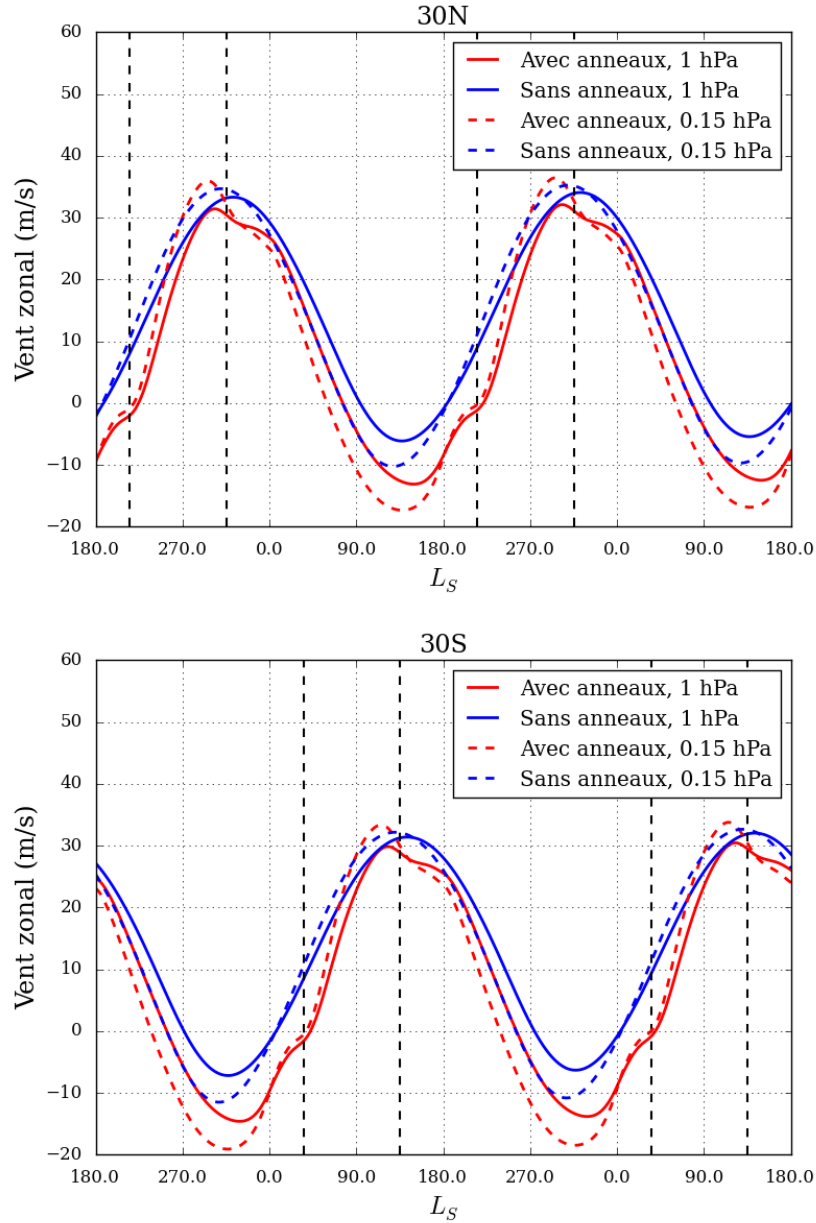 30N
60
50
40
30
20
10
0
−10
−20
Vent zonal (m/s)
Avec anneaux, 1 hPa
Sans anneaux, 1 hPa
Avec anneaux, 0.15 hPa
Sans anneaux, 0.15 hPa
180.0 270.0 0.0 90.0 180.0 270.0 0.0 90.0 180.0
L_S
30S
60
50
40
30
20
10
0
−10
−20
Vent zonal (m/s)
Avec anneaux, 1 hPa
Sans anneaux, 1 hPa
Avec anneaux, 0.15 hPa
Sans anneaux, 0.15 hPa
180.0 270.0 0.0 90.0 180.0 270.0 0.0 90.0 180.0
L_S